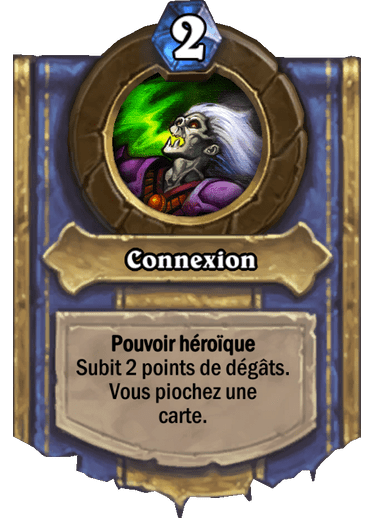 2
Connexion
Pouvoir héroïque
Subit 2 points de dégâts.
Vous piochez une
carte.